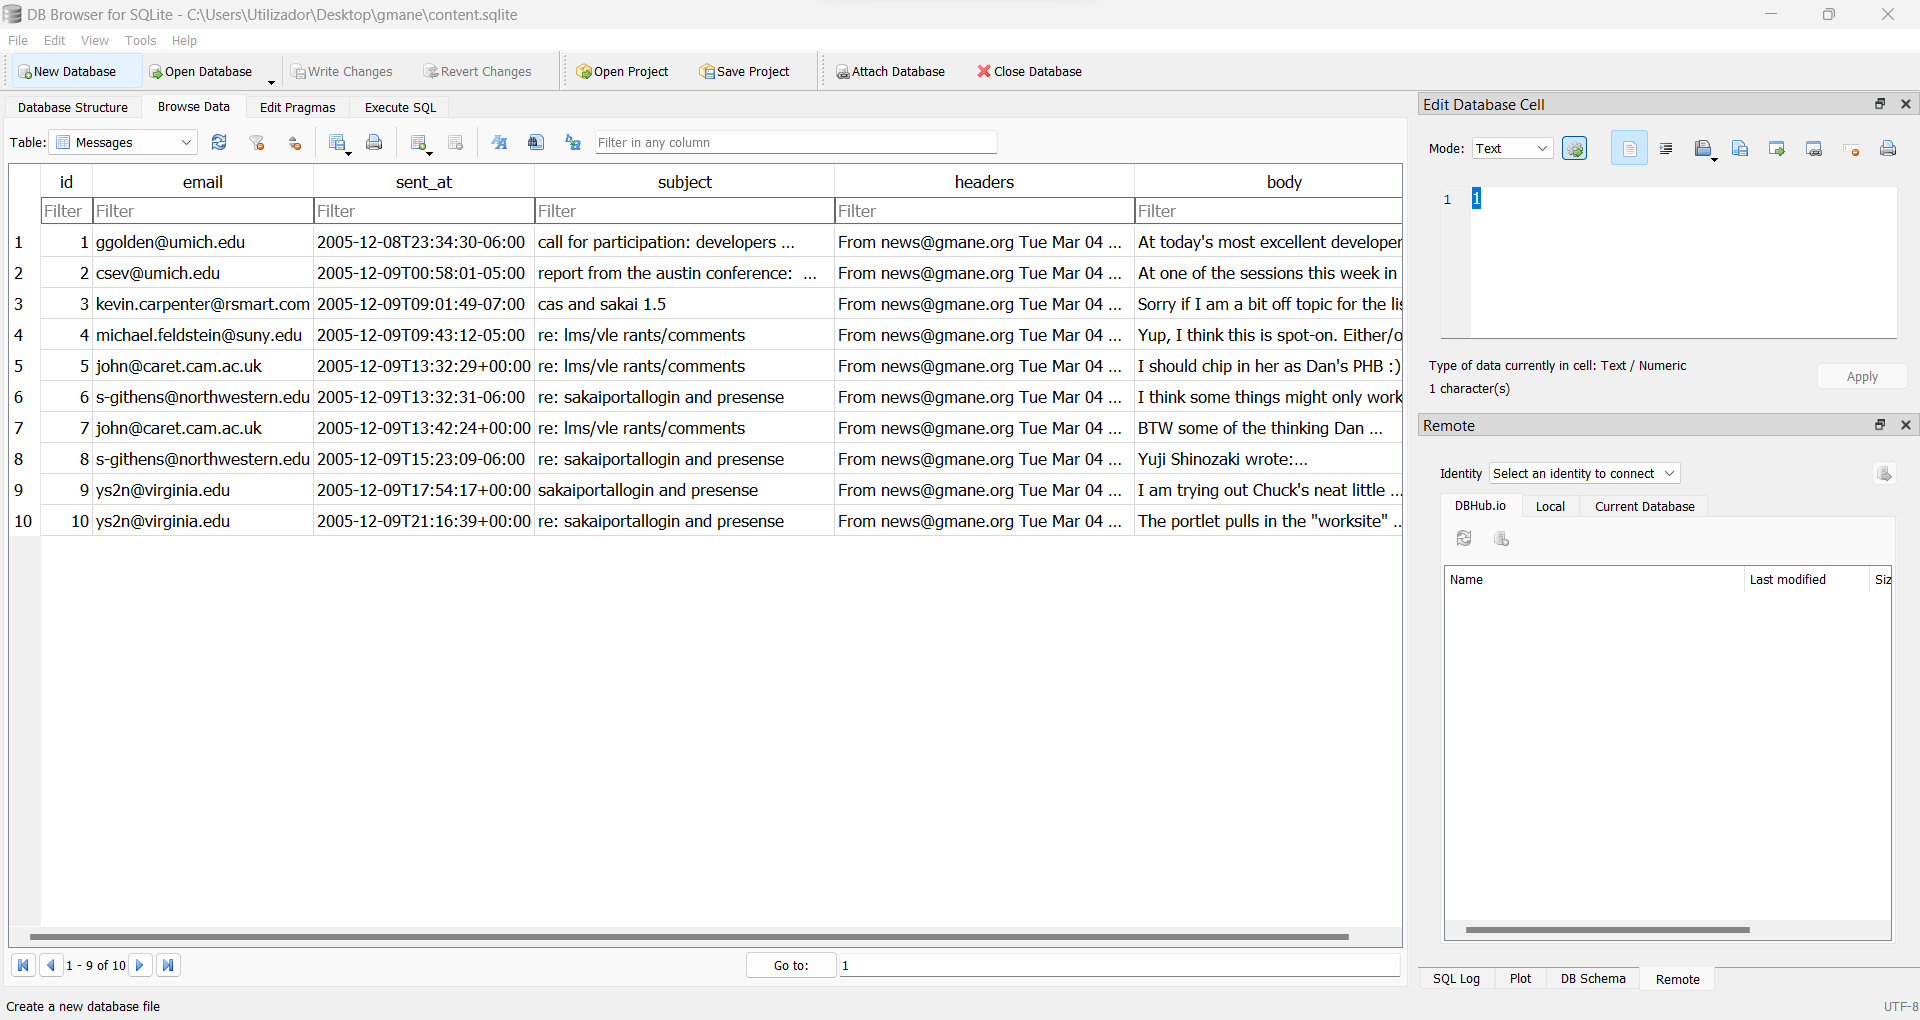 DB Browser for SQLite - C:\Users\Utilizador\Desktop\gmane\content.sqlite
File Edit View Tools Help
New Database Open Database Write Changes Revert Changes Open Project Save Project Attach Database Close Database
Database Structure Browse Data Edit Pragmas Execute SQL
Table: Messages Filter in any column
id email sent_at subject headers body
Filter Filter Filter Filter Filter Filter
1 1 ggolden@umich.edu 2005-12-08T23:34:30-06:00 call for participation: developers ... From news@gmane.org Tue Mar 04 ... At today's most excellent developer
2 2 csev@umich.edu 2005-12-09T00:58:01-05:00 report from the austin conference: ... From news@gmane.org Tue Mar 04 ... At one of the sessions this week in
3 3 kevin.carpenter@rsmart.com 2005-12-09T09:01:49-07:00 cas and sakai 1.5 From news@gmane.org Tue Mar 04 ... Sorry if I am a bit off topic for the lis
4 4 michael.feldstein@suny.edu 2005-12-09T09:43:12-05:00 re: lms/vle rants/comments From news@gmane.org Tue Mar 04 ... Yup, I think this is spot-on. Either/o
5 5 john@caret.cam.ac.uk 2005-12-09T13:32:29+00:00 re: lms/vle rants/comments From news@gmane.org Tue Mar 04 ... I should chip in her as Dan's PHB :)
6 6 s-githens@northwestern.edu 2005-12-09T13:32:31-06:00 re: sakaiportallogin and presense From news@gmane.org Tue Mar 04 ... I think some things might only work
7 7 john@caret.cam.ac.uk 2005-12-09T13:42:24+00:00 re: lms/vle rants/comments From news@gmane.org Tue Mar 04 ... BTW some of the thinking Dan ...
8 8 s-githens@northwestern.edu 2005-12-09T15:23:09-06:00 re: sakaiportallogin and presense From news@gmane.org Tue Mar 04 ... Yuji Shinozaki wrote:...
9 9 ys2n@virginia.edu 2005-12-09T17:54:17+00:00 sakaiportallogin and presense From news@gmane.org Tue Mar 04 ... I am trying out Chuck's neat little ...
10 10 ys2n@virginia.edu 2005-12-09T21:16:39+00:00 re: sakaiportallogin and presense From news@gmane.org Tue Mar 04 ... The portlet pulls in the "worksite" ..
1 - 9 of 10 Go to: 1
Create a new database file
Edit Database Cell
Mode: Text
1 1
Type of data currently in cell: Text / Numeric
1 character(s)
Apply
Remote
Identity Select an identity to connect
DBHub.io Local Current Database
Name Last modified Siz
SQL Log Plot DB Schema Remote
UTF-8